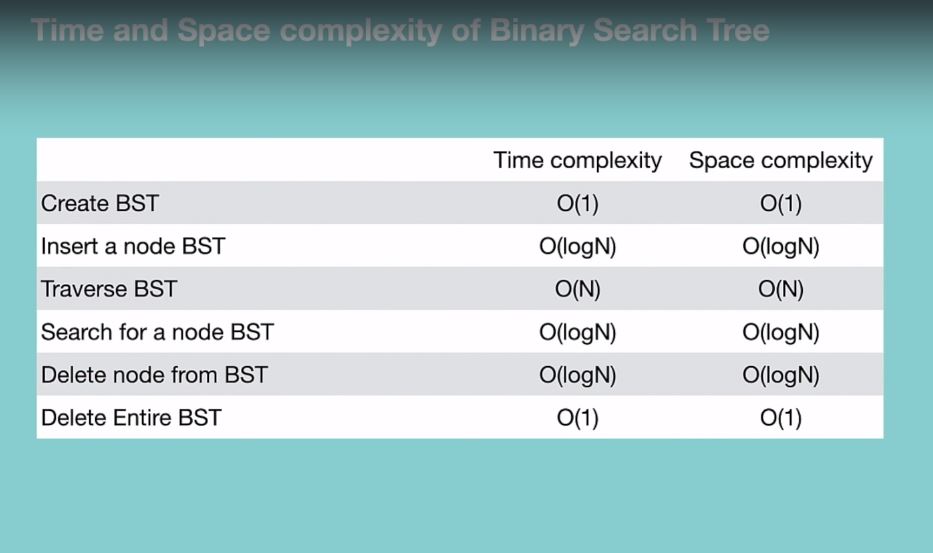 Time and Space complexity of Binary Search Tree
Time complexity Space complexity
Create BST O(1) O(1)
Insert a node BST O(logN) O(logN)
Traverse BST O(N) O(N)
Search for a node BST O(logN) O(logN)
Delete node from BST O(logN) O(logN)
Delete Entire BST O(1) O(1)